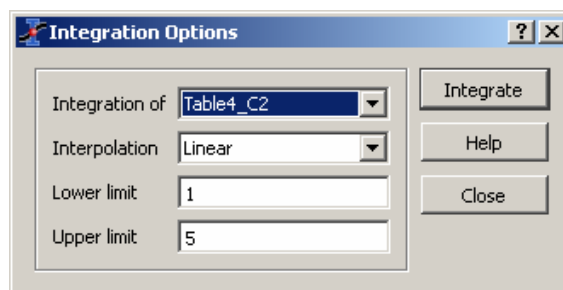 Integration Options
Integration of Table4_C2
Integrate
Interpolation Linear
Help
Lower limit 1
Close
Upper limit 5